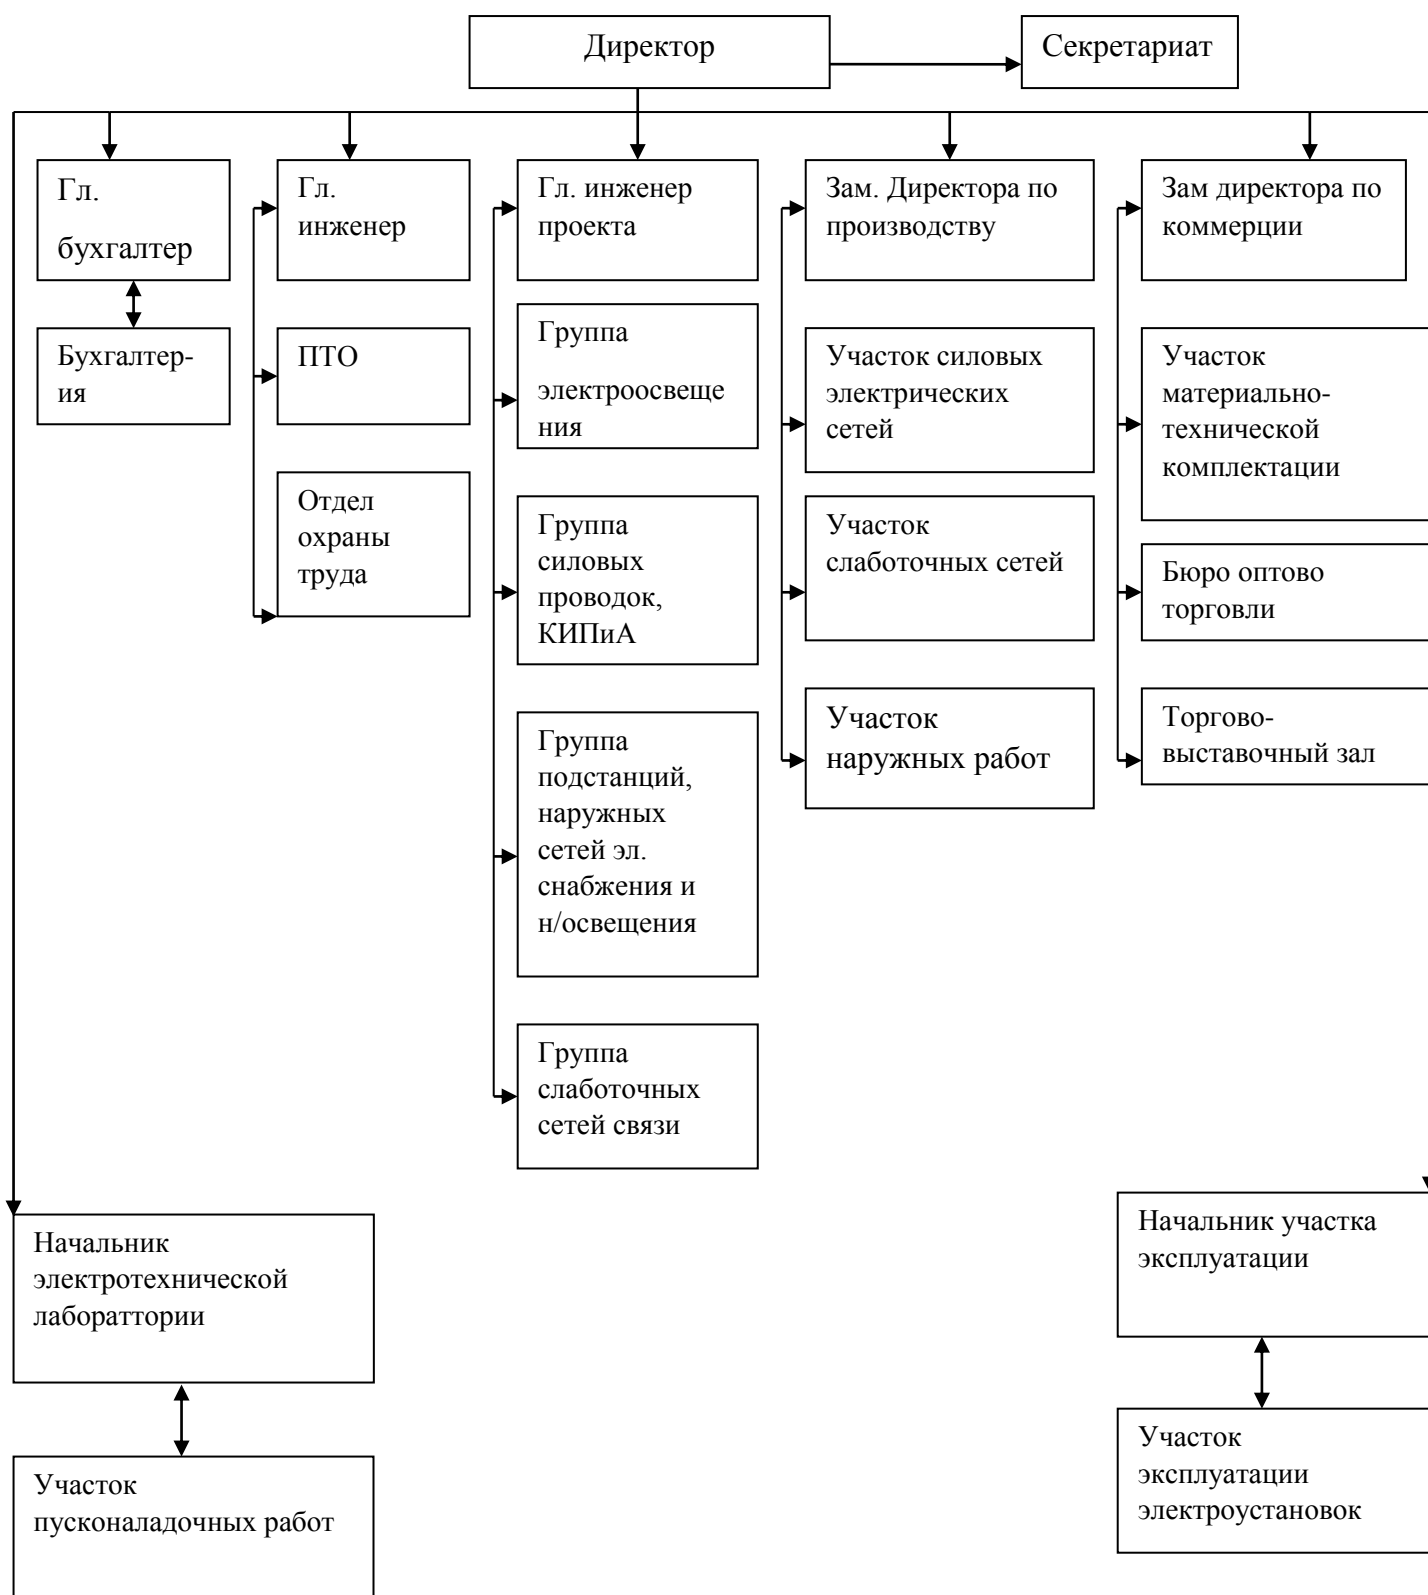 Директор
Секретариат
Гл.
бухгалтер
Гл.
инженер
Гл. инженер
проекта
Зам. Директора по
производству
Зам директора по
коммерции
Бухгалтер-
ия
ПТО
Группа
электроосвеще
ния
Участок силовых
электрических
сетей
Участок
материально-
технической
комплектации
Отдел
охраны
труда
Группа
силовых
проводок,
КИПиА
Участок
слаботочных сетей
Бюро оптово
торговли
Группа
подстанций,
наружных
сетей эл.
снабжения и
н/освещения
Участок
наружных работ
Торгово-
выставочный зал
Группа
слаботочных
сетей связи
Начальник
электротехнической
лабораттории
Начальник участка
эксплуатации
Участок
пусконаладочных работ
Участок
эксплуатации
электроустановок